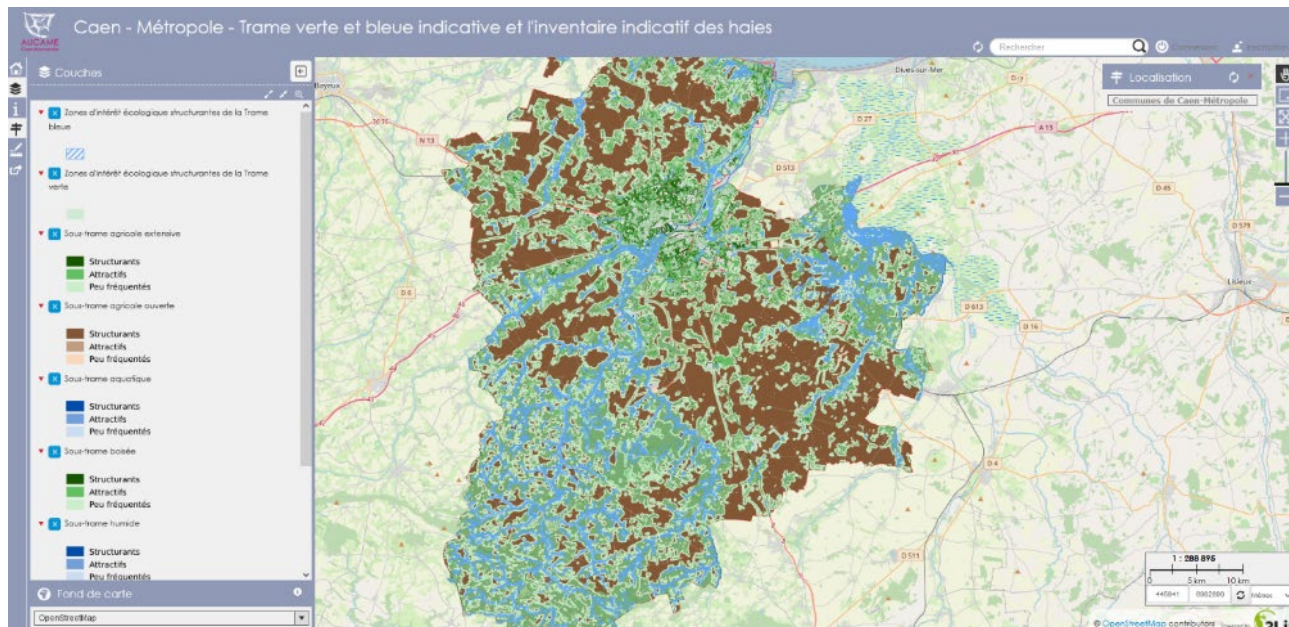 Caen - Métropole - Trame verte et bleue indicative et l'inventaire indicatif des haies
AUCAME
Rechercher
Connexion
Inscription
Couches
Zones d'intérêt écologique structurantes de la Trame
bleue
Zones d'intérêt écologique structurantes de la Trame
verte
Sous-trame agricole extensive
Structurants
Attractifs
Peu fréquentés
Sous-trame agricole ouverte
Structurants
Attractifs
Peu fréquentés
Sous-trame aquatique
Structurants
Attractifs
Peu fréquentés
Sous-trame boisée
Structurants
Attractifs
Peu fréquentés
Sous-trame humide
Structurants
Attractifs
Peu fréquentés
Fond de carte
OpenStreetMap
Bayeux
N 13
D 6
Dives-sur-Mer
D 27
D 513
A 13
D 45
D 579
Lisieux
D 613
D 16
D 4
D 511
Localisation
Communes de Caen-Métropole
1 : 288 895
0 5 km 10 km
Mètres
© OpenStreetMap contributors